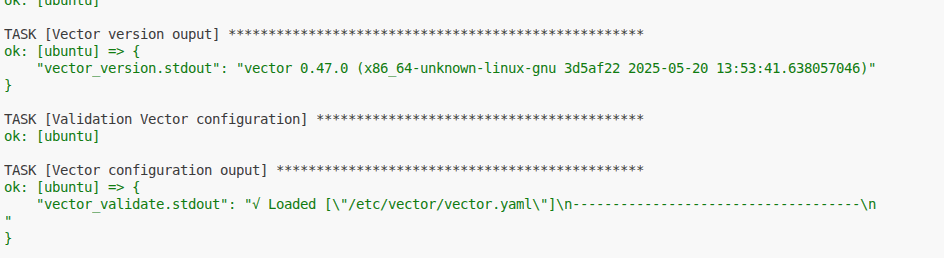 ok: [ubuntu]
TASK [Vector version ouput] ****************************************************
ok: [ubuntu] => {
    "vector_version.stdout": "vector 0.47.0 (x86_64-unknown-linux-gnu 3d5af22 2025-05-20 13:53:41.638057046)"
}
TASK [Validation Vector configuration] *****************************************
ok: [ubuntu]
TASK [Vector configuration ouput] **********************************************
ok: [ubuntu] => {
    "vector_validate.stdout": "√ Loaded [\"/etc/vector/vector.yaml\"]\n------------------------------------\n
"
}